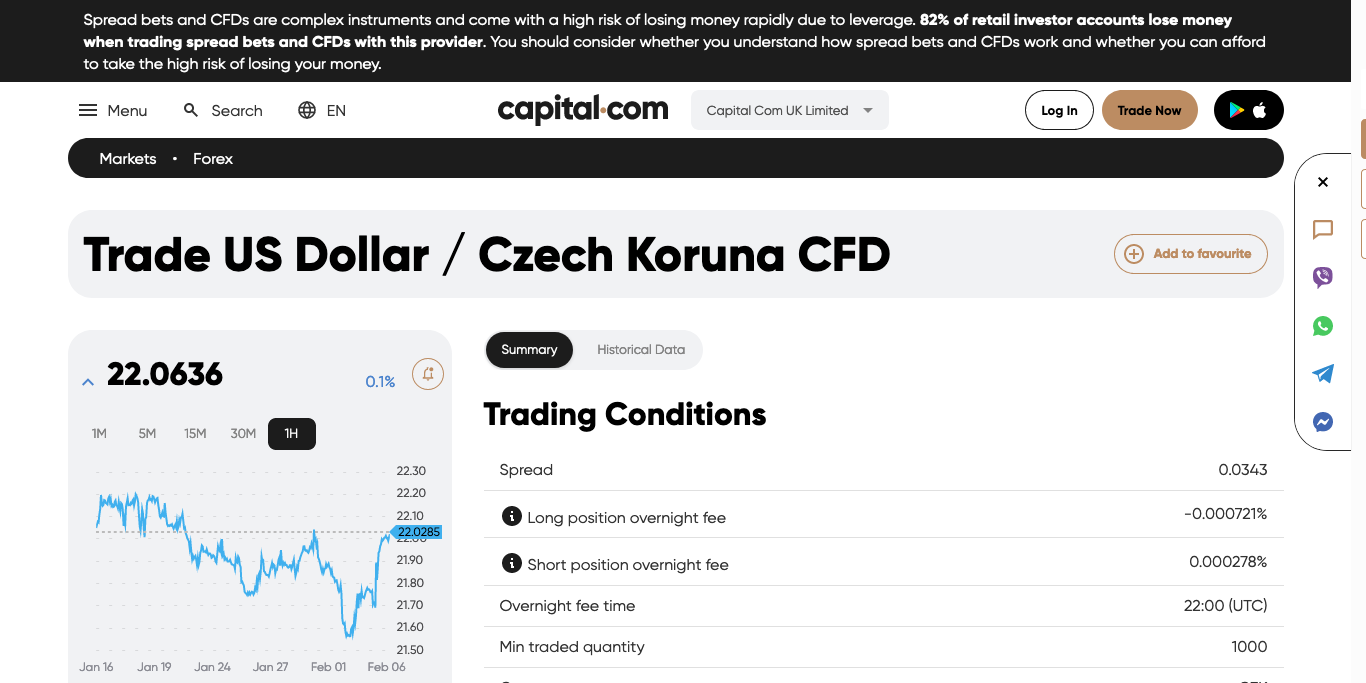 Spread bets and CFDs are complex instruments and come with a high risk of losing money rapidly due to leverage. 82% of retail investor accounts lose money
when trading spread bets and CFDs with this provider. You should consider whether you understand how spread bets and CFDs work and whether you can afford
to take the high risk of losing your money.
Menu
Search
EN
capital.com
Capital Com UK Limited
Log In
Trade Now
Markets • Forex
Trade US Dollar / Czech Koruna CFD
Add to favourite
22.0636
0.1%
1M 5M 15M 30M 1H
22.30
22.20
22.10
22.0285
22.00
21.90
21.80
21.70
21.60
21.50
Jan 16 Jan 19 Jan 24 Jan 27 Feb 01 Feb 06
Summary Historical Data
Trading Conditions
Spread 0.0343
Long position overnight fee -0.000721%
Short position overnight fee 0.000278%
Overnight fee time 22:00 (UTC)
Min traded quantity 1000